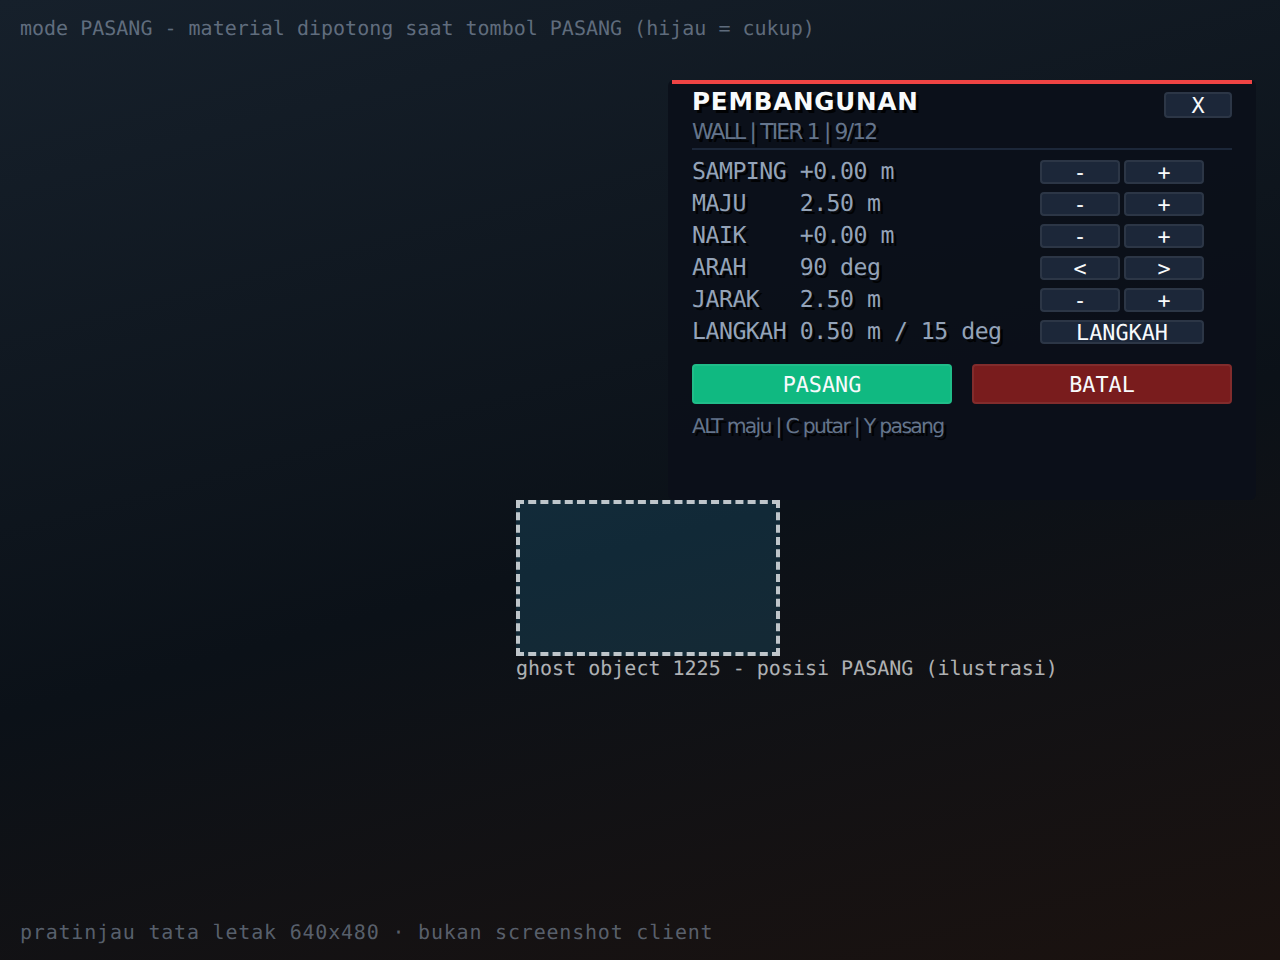 mode PASANG - material dipotong saat tombol PASANG (hijau = cukup)
PEMBANGUNAN X
WALL | TIER 1 | 9/12
SAMPING +0.00 m - +
MAJU 2.50 m - +
NAIK +0.00 m - +
ARAH 90 deg < >
JARAK 2.50 m - +
LANGKAH 0.50 m / 15 deg LANGKAH
PASANG BATAL
ALT maju | C putar | Y pasang
ghost object 1225 - posisi PASANG (ilustrasi)
pratinjau tata letak 640x480 · bukan screenshot client